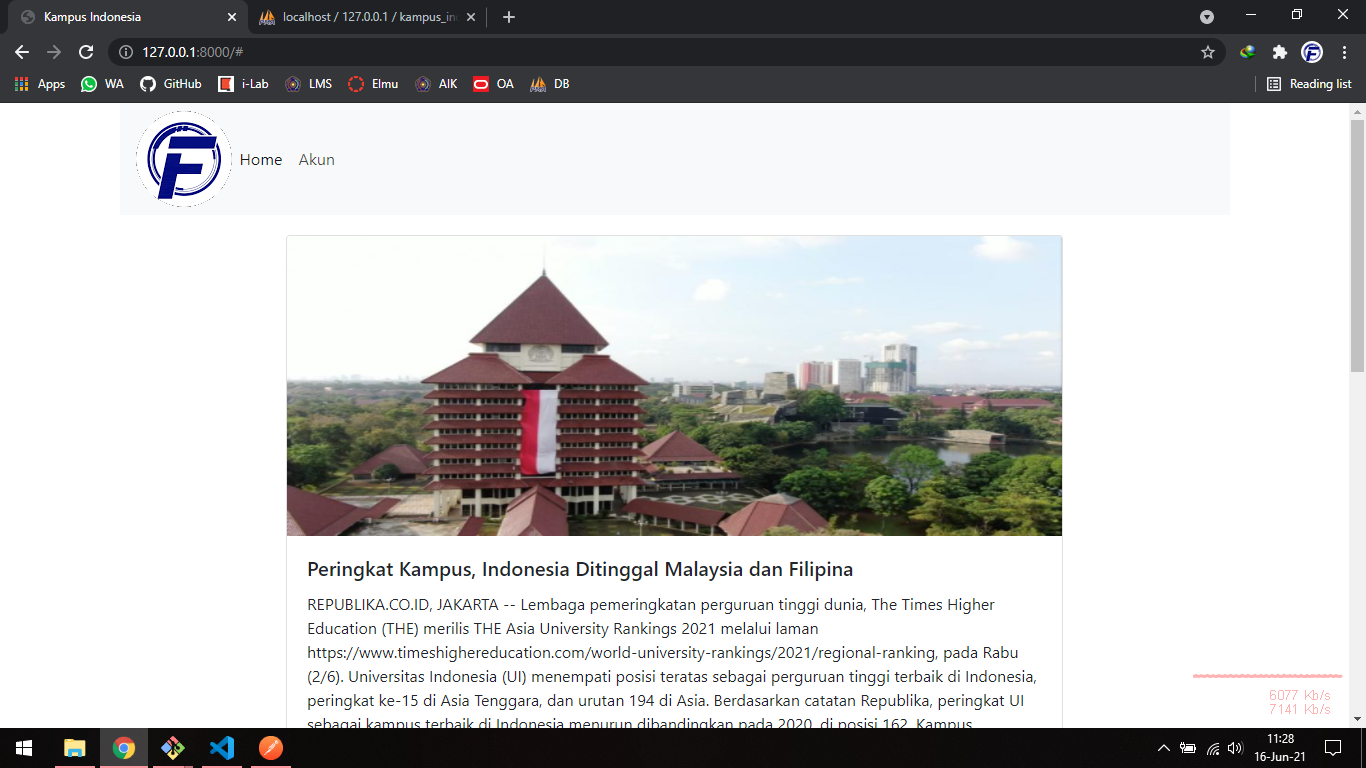 Kampus Indonesia
localhost / 127.0.0.1 / kampus_in
127.0.0.1:8000/#
Apps
WA
GitHub
i-Lab
LMS
Elmu
AIK
OA
DB
Reading list
F
Home
Akun
Peringkat Kampus, Indonesia Ditinggal Malaysia dan Filipina
REPUBLIKA.CO.ID, JAKARTA -- Lembaga pemeringkatan perguruan tinggi dunia, The Times Higher
Education (THE) merilis THE Asia University Rankings 2021 melalui laman
https://www.timeshighereducation.com/world-university-rankings/2021/regional-ranking, pada Rabu
(2/6). Universitas Indonesia (UI) menempati posisi teratas sebagai perguruan tinggi terbaik di Indonesia,
peringkat ke-15 di Asia Tenggara, dan urutan 194 di Asia. Berdasarkan catatan Republika, peringkat UI
sebagai kampus terbaik di Indonesia menurun dibandingkan pada 2020, di posisi 162. Kampus
6077 Kb/s
7141 Kb/s
11:28
16-Jun-21